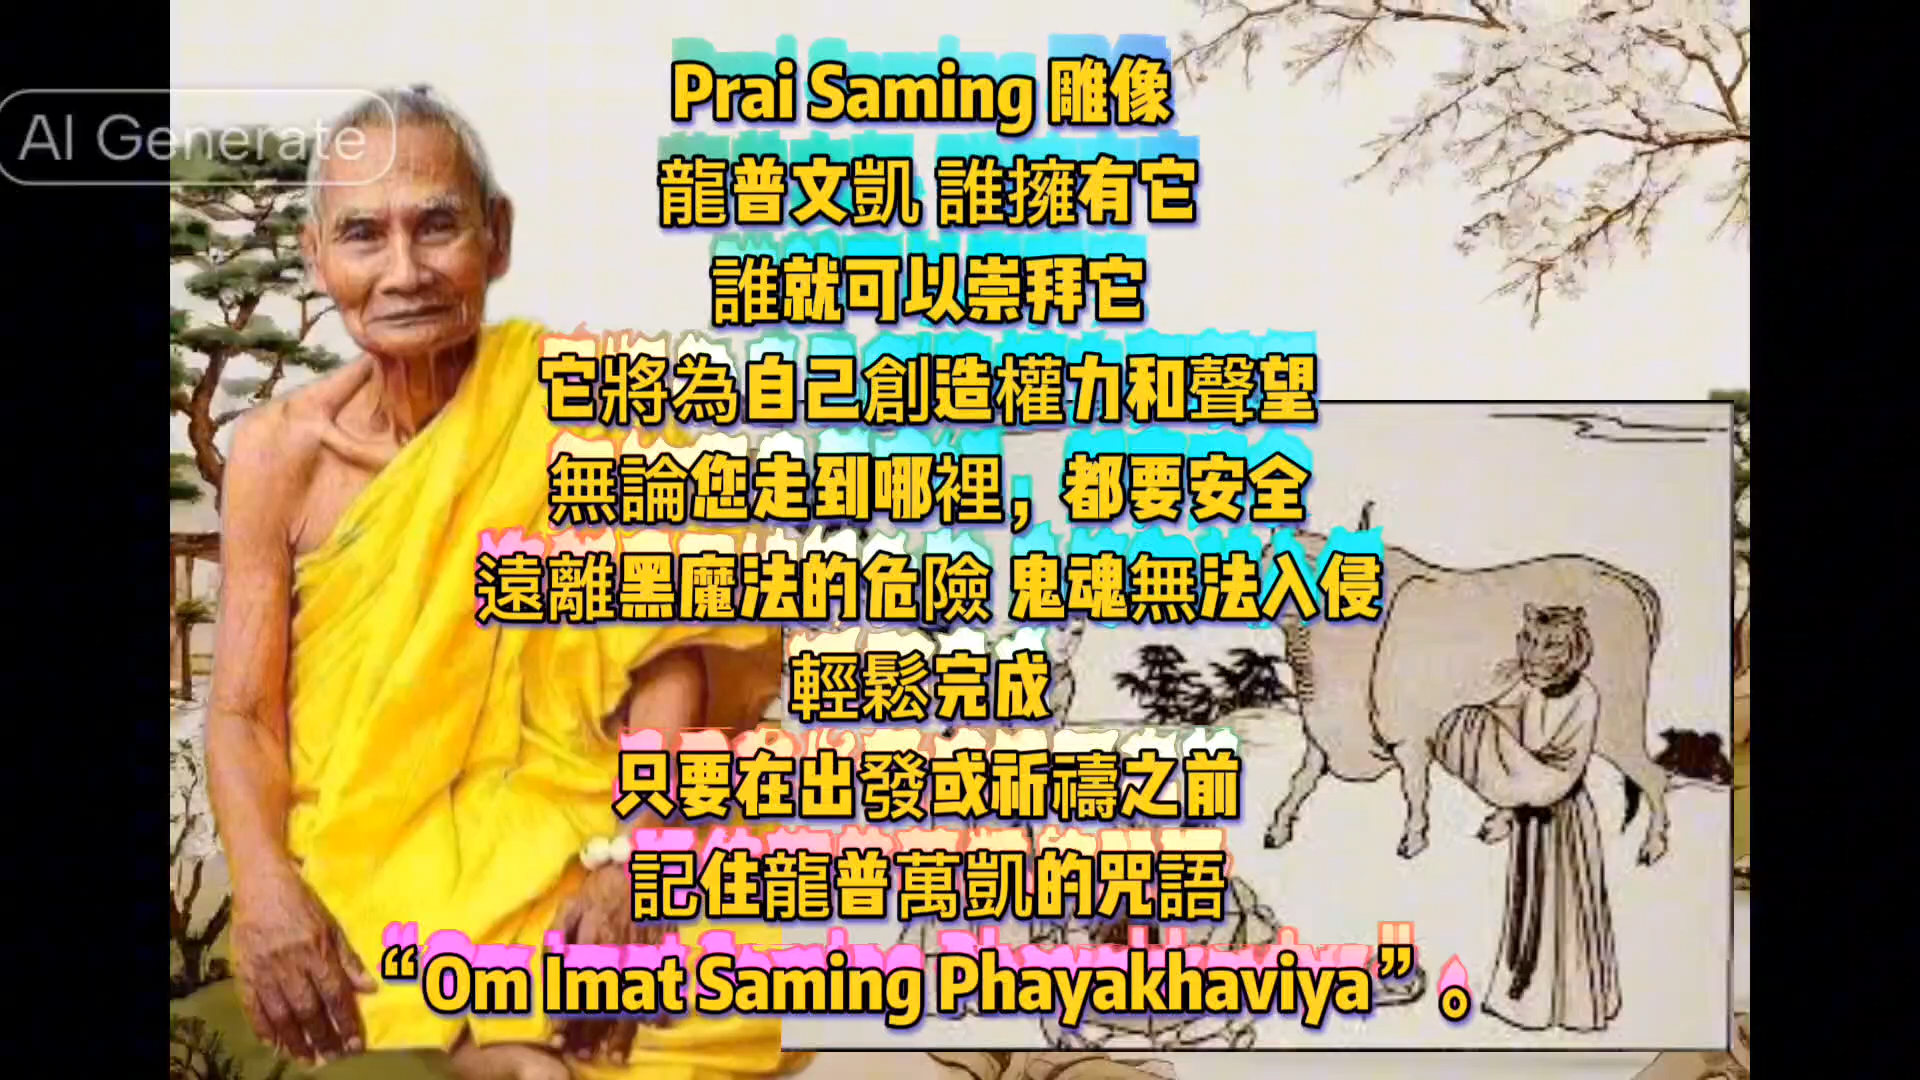 AI Generate
Prai Saming 雕像
龍普文凱 誰擁有它
誰就可以崇拜它
它將為自己創造權力和聲望
無論您走到哪裡，都要安全
遠離黑魔法的危險 鬼魂無法入侵
輕鬆完成
只要在出發或祈禱之前
記住龍普萬凱的咒語
“Om Imat Saming Phayakhaviya”。